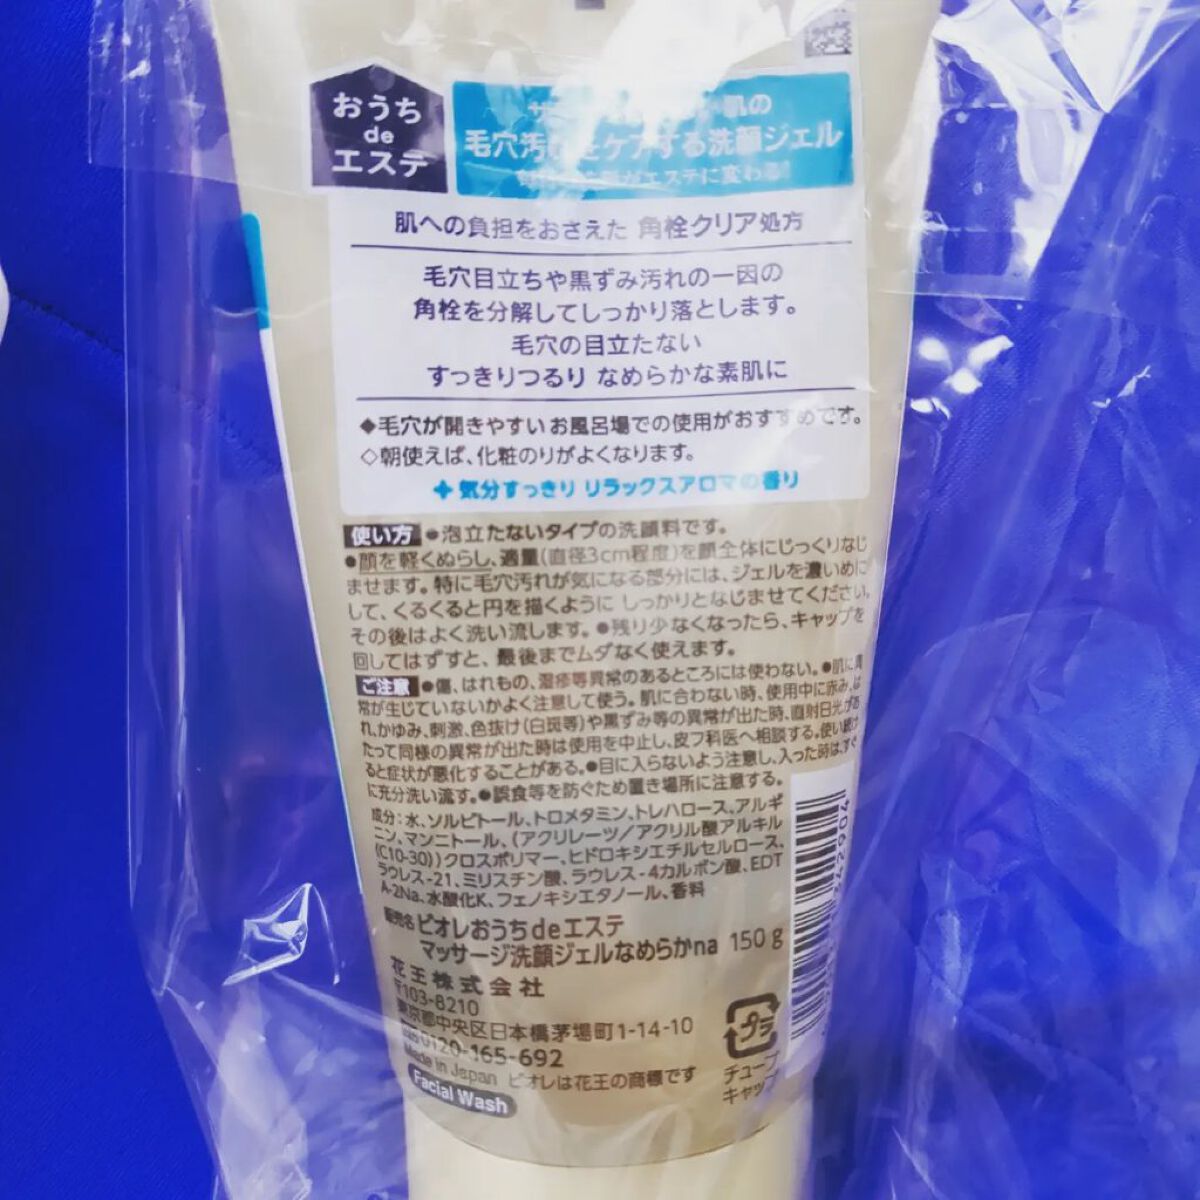 おうち
de
エステ
肌の
毛穴汚れをケアする洗顔ジェル
エステに変わる
肌への負担をおさえた 角栓クリア処方
毛穴目立ちや黒ずみ汚れの一因の
角栓を分解してしっかり落とします。
毛穴の目立たない
すっきりつるり なめらかな素肌に
◆毛穴が開きやすいお風呂場での使用がおすすめです。
◇朝使えば、化粧のりがよくなります。
+ 気分すっきり リラックスアロマの香り
使い方 ●泡立たないタイプの洗顔料です。
●顔を軽くぬらし、適量(直径3cm程度)を顔全体にじっくりなじ
ませます。特に毛穴汚れが気になる部分には、ジェルを濃いめに
して、くるくると円を描くように しっかりとなじませてください。
その後はよく洗い流します。●残り少なくなったら、キャップを
回してはずすと、最後までムダなく使えます。
ご注意 ●傷、はれもの、湿疹等異常のあるところには使わない。●肌に異
常が生じていないかよく注意して使う。肌に合わない時、使用中に赤み、は
れ、かゆみ、刺激、色抜け(白斑等)や黒ずみ等の異常が出た時、直射日光があ
たって同様の異常が出た時は使用を中止し、皮フ科医へ相談する。使い続け
ると症状が悪化することがある。●目に入らないよう注意し、入った時は、すぐ
に充分洗い流す。●誤食等を防ぐため置き場所に注意する。
成分:水、ソルビトール、トロメタミン、トレハロース、アルギ
ニン、マンニトール、(アクリレーツ/アクリル酸アルキル
(C10-30))クロスポリマー、ヒドロキシエチルセルロース、
ラウレス-21、ミリスチン酸、ラウレス-4カルボン酸、EDT
A-2Na、水酸化K、フェノキシエタノール、香料
販売名 ビオレおうちdeエステ
マッサージ洗顔ジェルなめらかna 150g
花王株式会社
〒103-8210
東京都中央区日本橋茅場町1-14-10
0120-165-692
Made in Japan ビオレは花王の商標です
Facial Wash
プラ
チューブ
キャップ